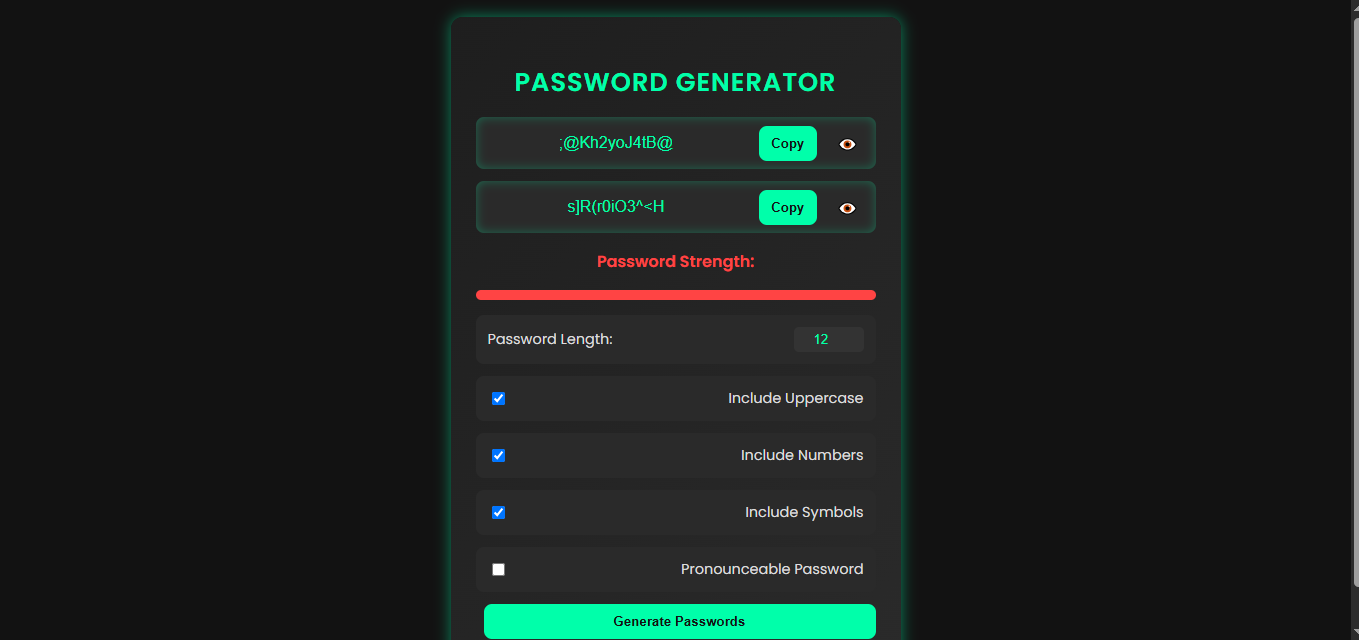 PASSWORD GENERATOR
;@Kh2yoJ4tB@ Copy
s]R(r0iO3^<H Copy
Password Strength:
Password Length: 12
Include Uppercase
Include Numbers
Include Symbols
Pronounceable Password
Generate Passwords